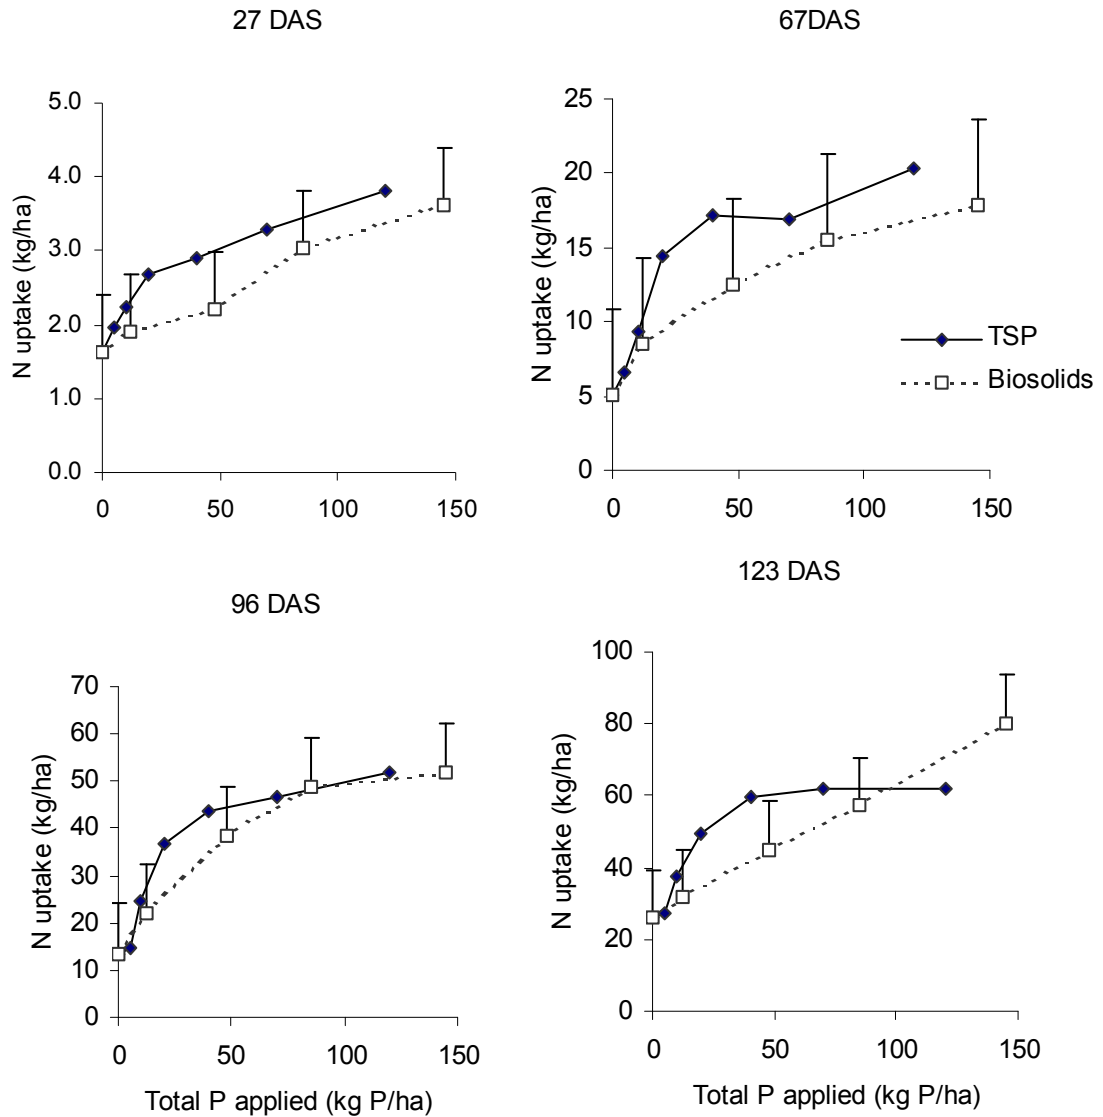 27 DAS
5.0
4.0
3.0
2.0
1.0
0.0
N uptake (kg/ha)
0 50 100 150
67DAS
25
20
15
10
5
0
N uptake (kg/ha)
0 50 100 150
TSP
Biosolids
96 DAS
70
60
50
40
30
20
10
0
N uptake (kg/ha)
0 50 100 150
Total P applied (kg P/ha)
123 DAS
100
80
60
40
20
0
N uptake (kg/ha)
0 50 100 150
Total P applied (kg P/ha)